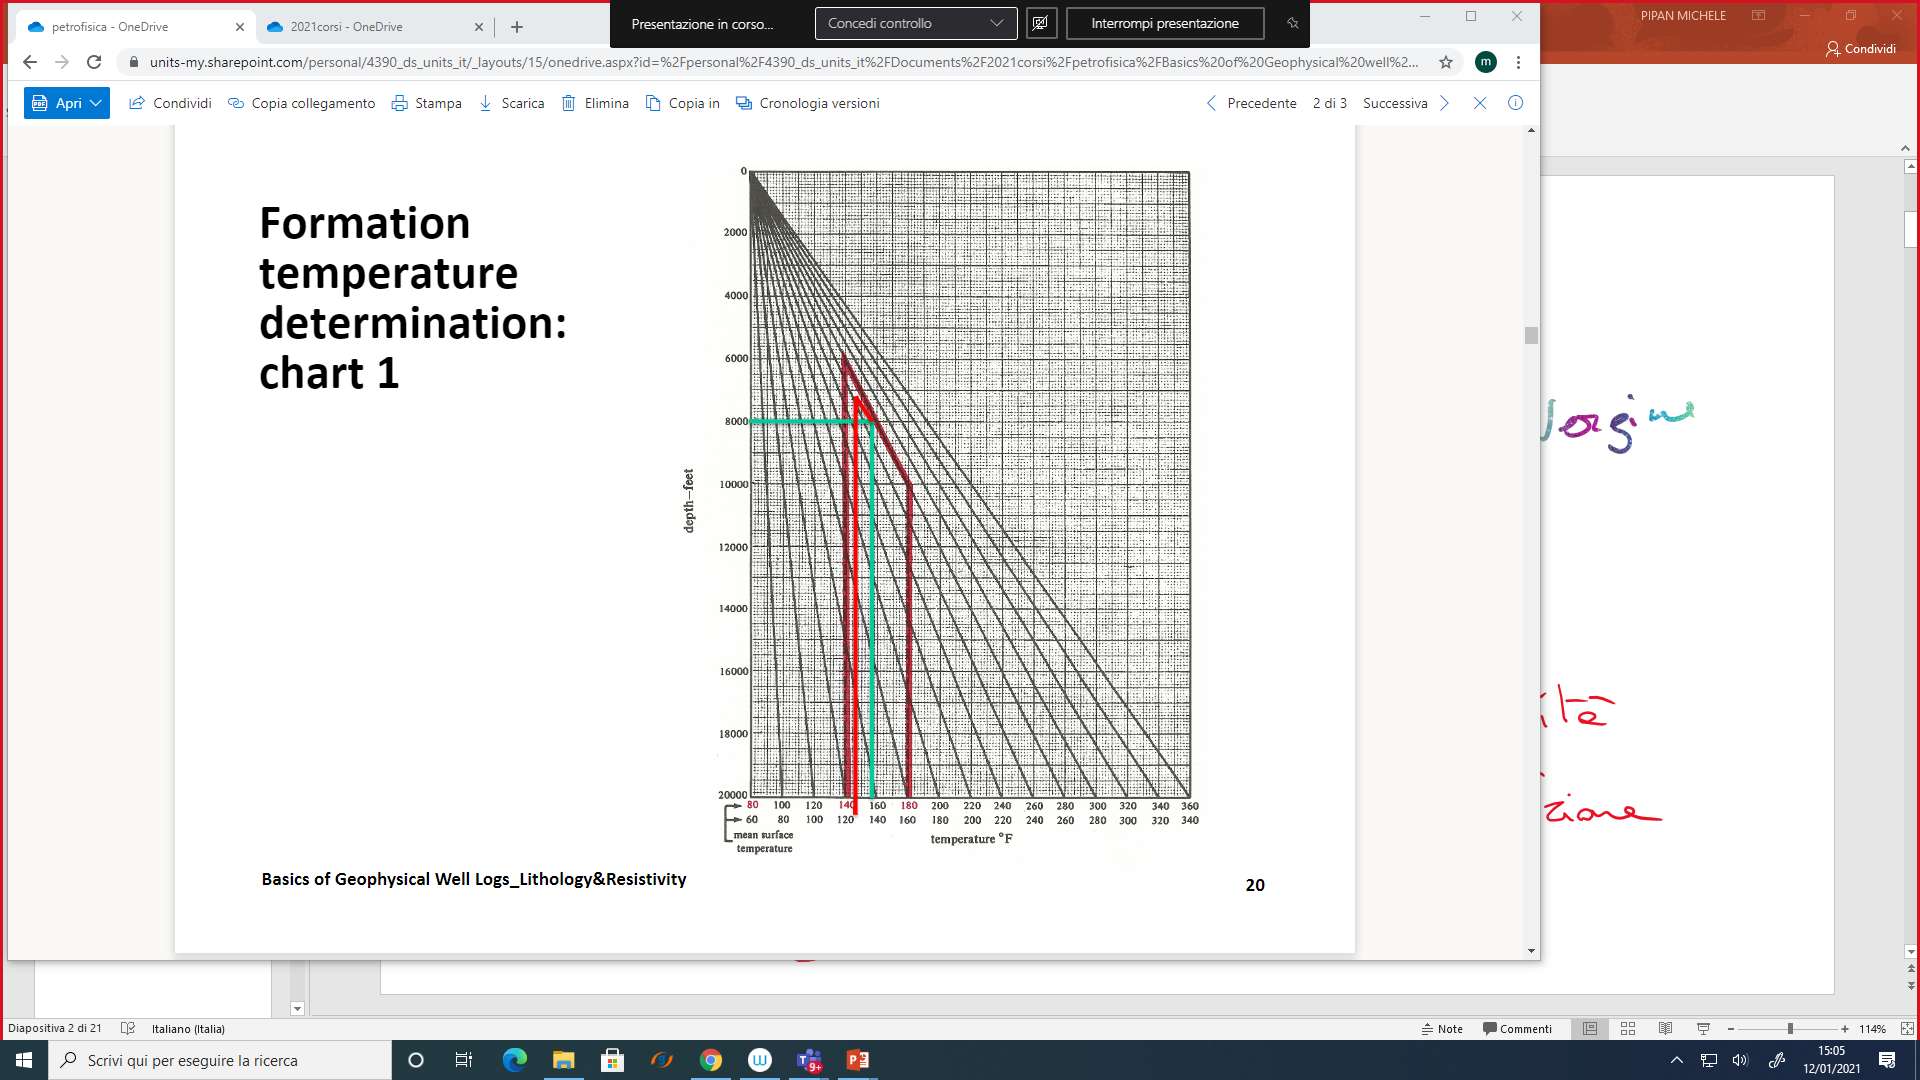 petrofisica - OneDrive
2021corsi - OneDrive
Presentazione in corso...
Concedi controllo
Interrompi presentazione
PIPAN MICHELE
Condividi
units-my.sharepoint.com/personal/4390_ds_units_it/_layouts/15/onedrive.aspx?id=%2Fpersonal%2F4390_ds_units_it%2FDocuments%2F2021corsi%2Fpetrofisica%2FBasics%20of%20Geophysical%20well%2...
m
Apri
Condividi
Copia collegamento
Stampa
Scarica
Elimina
Copia in
Cronologia versioni
Precedente
2 di 3
Successiva
Formation
temperature
determination:
chart 1
0
2000
4000
6000
8000
10000
12000
14000
16000
18000
20000
depth-feet
80 100 120 140 160 180 200 220 240 260 280 300 320 340 360
60 80 100 120 140 160 180 200 220 240 260 280 300 320 340
mean surface
temperature
temperature °F
Basics of Geophysical Well Logs_Lithology&Resistivity
20
zione
Diapositiva 2 di 21
Italiano (Italia)
Note
Commenti
114%
Scrivi qui per eseguire la ricerca
9+
15:05
12/01/2021